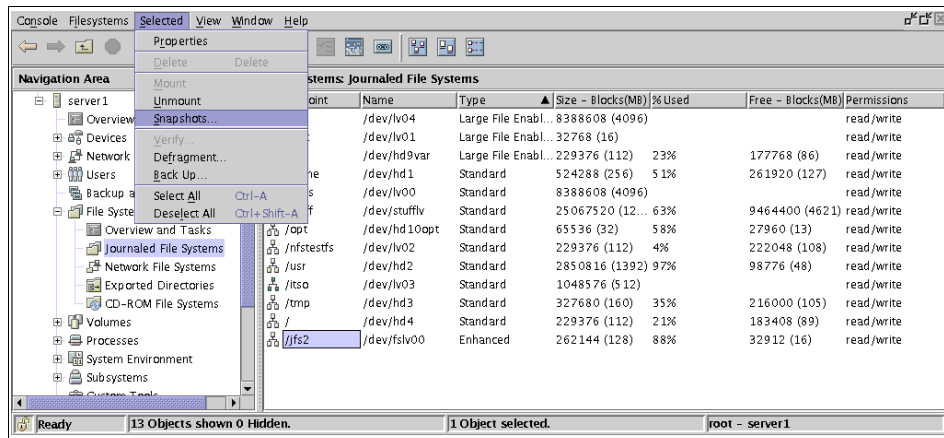 Console Filesystems Selected View Window Help
Properties
Delete Delete
Mount
Unmount
Snapshots...
Verify...
Defragment...
Back Up...
Select All Ctrl-A
Deselect All Ctrl+Shift-A
Navigation Area
stems: Journaled File Systems
server1
Overview
Devices
Network
Users
Backup a
File Syste
Overview and Tasks
Journaled File Systems
Network File Systems
Exported Directories
CD-ROM File Systems
Volumes
Processes
System Environment
Subsystems
Custom Tools
oint Name Type Size - Blocks(MB) % Used Free - Blocks(MB) Permissions
/dev/lv04 Large File Enabl... 8388608 (4096) read/write
/dev/lv01 Large File Enabl... 32768 (16) read/write
/dev/hd9var Large File Enabl... 229376 (112) 23% 177768 (86) read/write
ne /dev/hd1 Standard 524288 (256) 51% 261920 (127) read/write
s /dev/lv00 Standard 8388608 (4096) read/write
f /dev/stufflv Standard 25067520 (12... 63% 9464400 (4621) read/write
/opt /dev/hd10opt Standard 65536 (32) 58% 27960 (13) read/write
/nfstestfs /dev/lv02 Standard 229376 (112) 4% 222048 (108) read/write
/usr /dev/hd2 Standard 2850816 (1392) 97% 98776 (48) read/write
/itso /dev/lv03 Standard 1048576 (512) read/write
/tmp /dev/hd3 Standard 327680 (160) 35% 216000 (105) read/write
/ /dev/hd4 Standard 229376 (112) 21% 183408 (89) read/write
/jfs2 /dev/fslv00 Enhanced 262144 (128) 88% 32912 (16) read/write
Ready 13 Objects shown 0 Hidden. 1 Object selected. root - server1